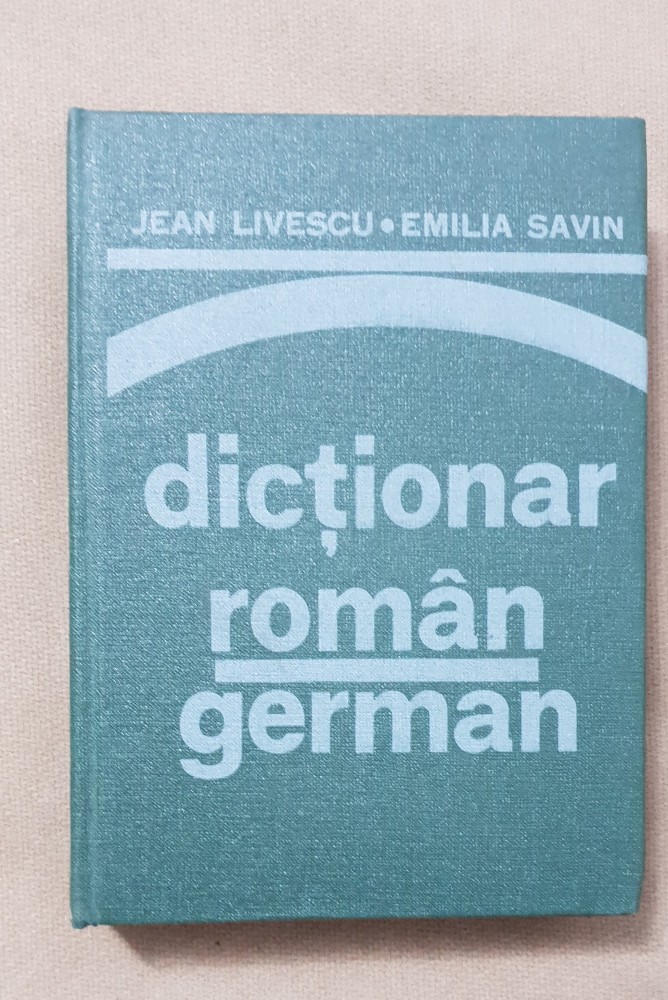 JEAN LIVESCU • EMILIA SAVIN
dicționar
român
german